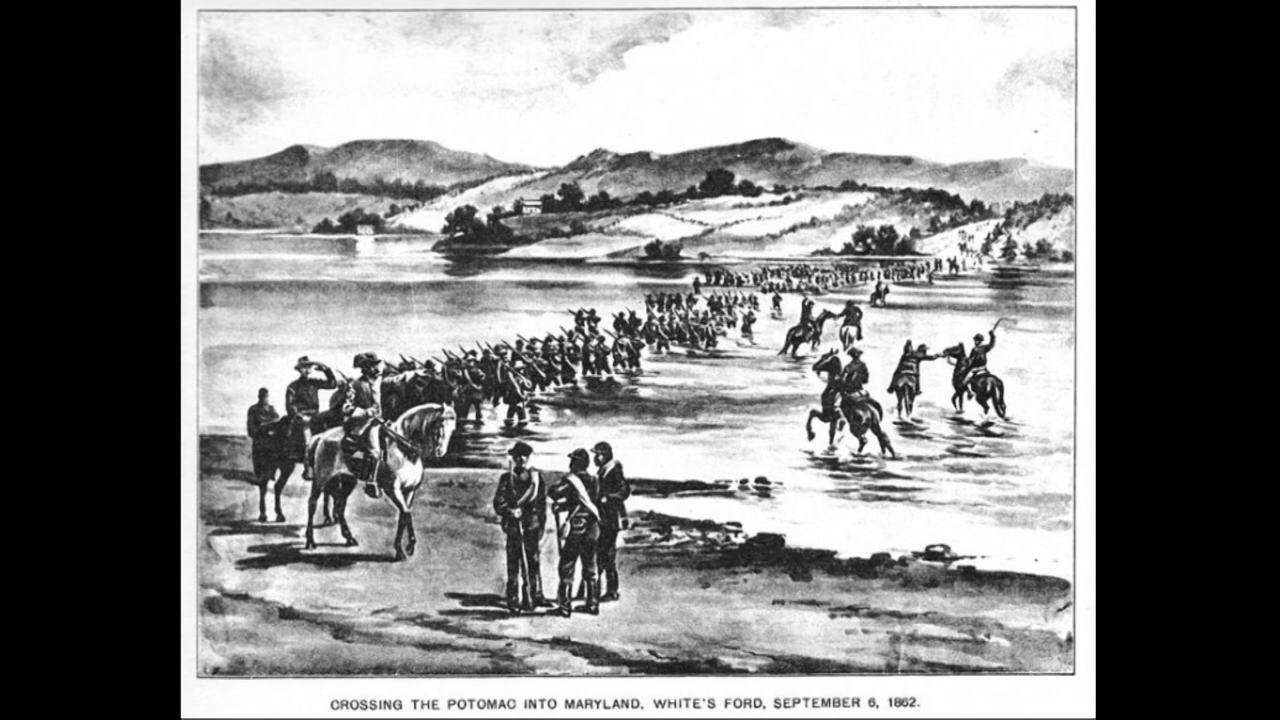 CROSSING THE POTOMAC INTO MARYLAND, WHITE'S FORD, SEPTEMBER 6, 1862.